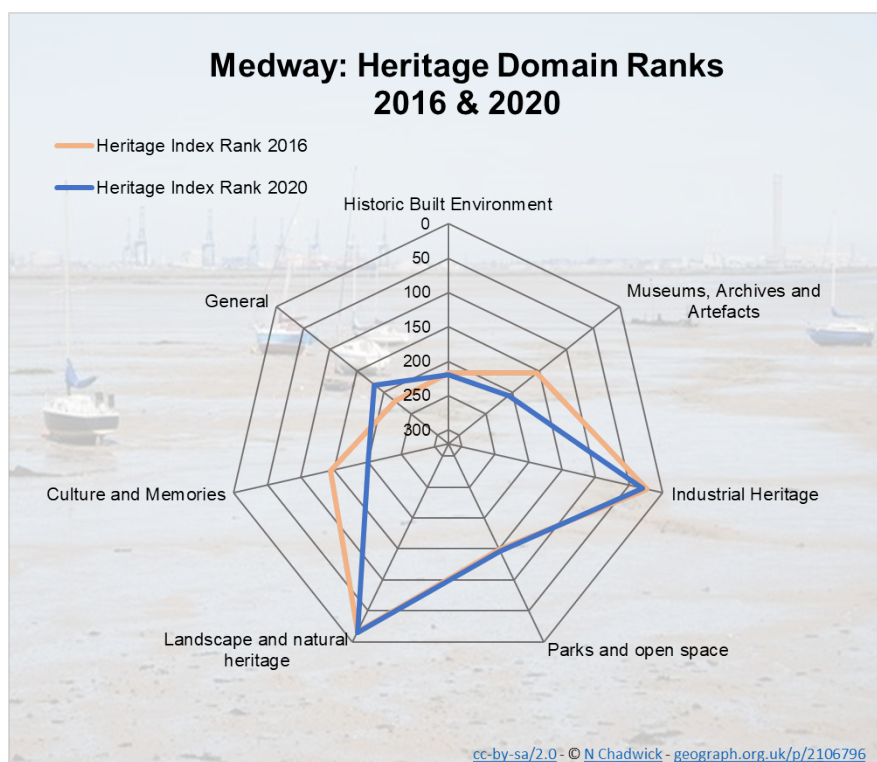 Medway: Heritage Domain Ranks
2016 & 2020
Heritage Index Rank 2016
Heritage Index Rank 2020
Historic Built Environment
0
50
100
150
200
250
300
General
Museums, Archives and
Artefacts
Culture and Memories
Industrial Heritage
Landscape and natural
heritage
Parks and open space
cc-by-sa/2.0 - © N Chadwick - geograph.org.uk/p/2106796